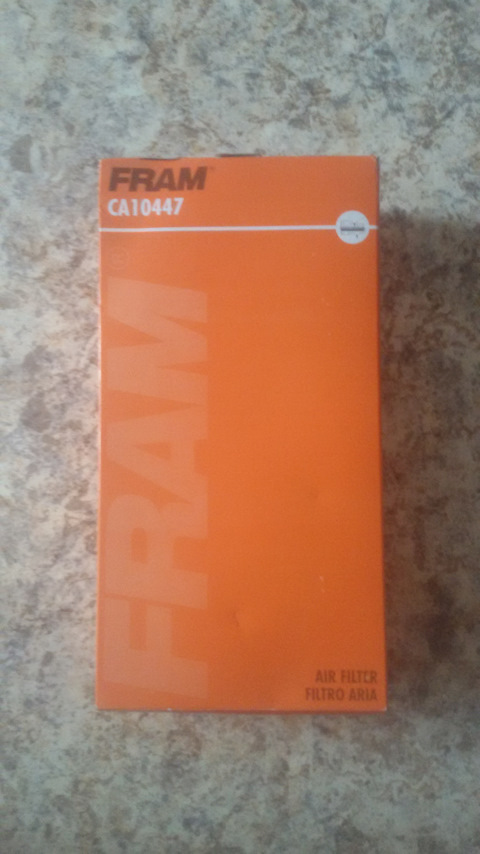 FRAM®
CA10447
FRAM®
AIR FILTER
FILTRO ARIA